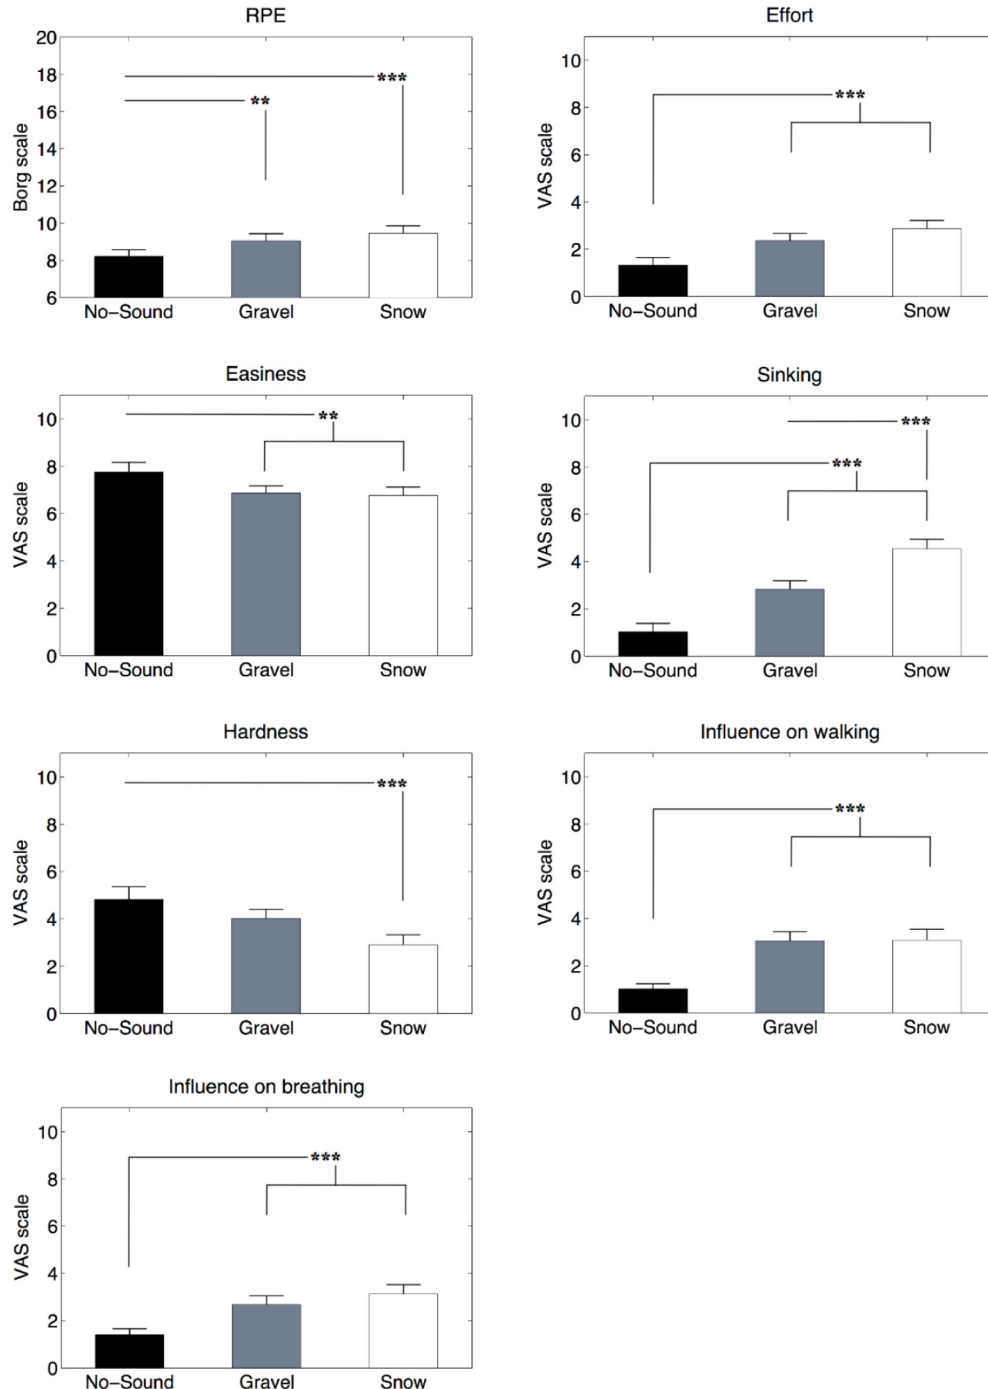 RPE
Borg scale
20
18
16
14
12
10
8
6
***
**
No-Sound Gravel Snow
Effort
VAS scale
10
8
6
4
2
0
***
No-Sound Gravel Snow
Easiness
VAS scale
10
8
6
4
2
0
**
No-Sound Gravel Snow
Sinking
VAS scale
10
8
6
4
2
0
***
***
No-Sound Gravel Snow
Hardness
VAS scale
10
8
6
4
2
0
***
No-Sound Gravel Snow
Influence on walking
VAS scale
10
8
6
4
2
0
***
No-Sound Gravel Snow
Influence on breathing
VAS scale
10
8
6
4
2
0
***
No-Sound Gravel Snow